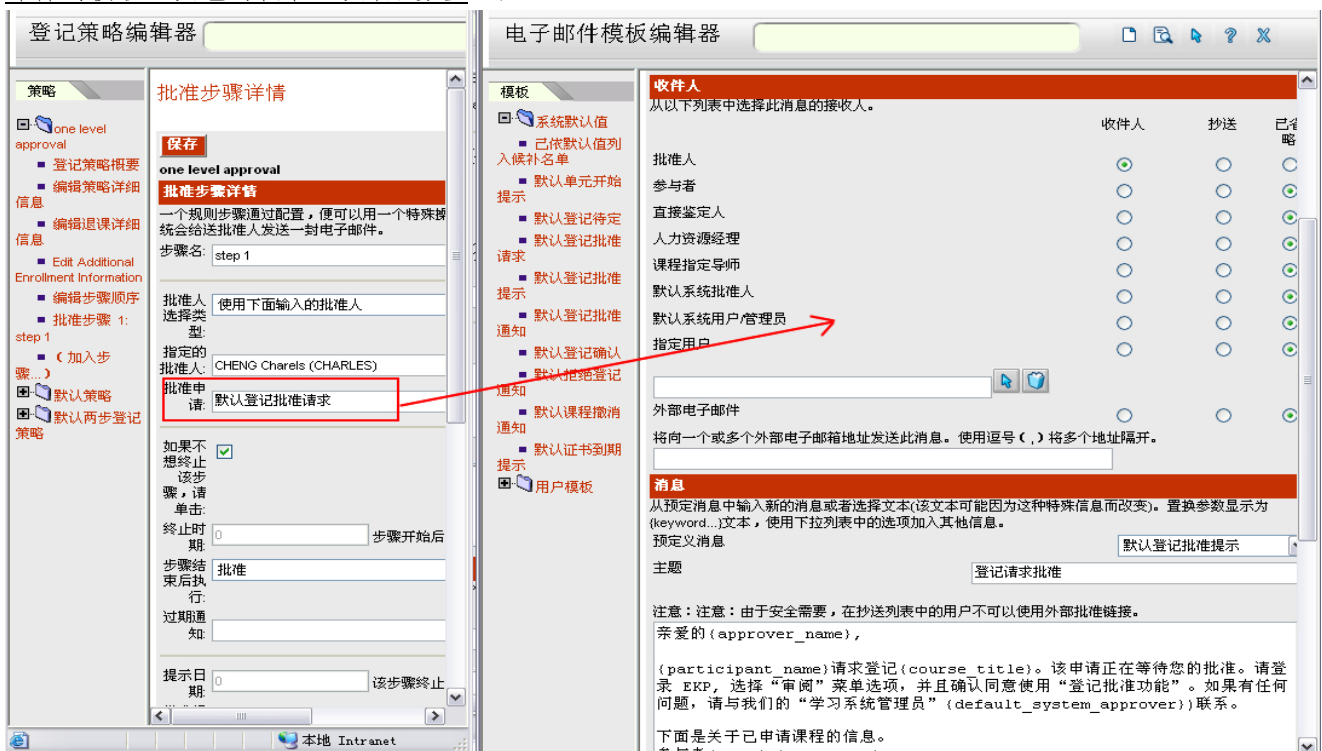 登记策略编辑器
策略
one level
approval
登记策略概要
编辑策略详细
信息
编辑退课详细
信息
Edit Additional
Enrollment Information
编辑步骤顺序
批准步骤 1:
step 1
(加入步
骤...)
默认策略
默认两步登记
策略
批准步骤详情
保存
one level approval
批准步骤详情
一个规则步骤通过配置，便可以用一个特殊
统会给送批准人发送一封电子邮件。
步骤名: step 1
批准人
选择类
型:
使用下面输入的批准人
指定的
批准人:
CHENG Charels (CHARLES)
批准申
请:
默认登记批准请求
如果不
想终止
该步
骤，请
单击:
终止时
期:
0
步骤开始后
步骤结
束后执
行:
批准
过期通
知:
提示日
期:
0
该步骤终止
本地 Intranet
电子邮件模板编辑器
模板
系统默认值
已依默认值列
入候补名单
默认单元开始
提示
默认登记待定
默认登记批准
请求
默认登记批准
提示
默认登记批准
通知
默认登记确认
默认拒绝登记
通知
默认课程撤消
通知
默认证书到期
提示
用户模板
收件人
从以下列表中选择此消息的接收人。
收件人 抄送 已省
略
批准人
参与者
直接鉴定人
人力资源经理
课程指定导师
默认系统批准人
默认系统用户/管理员
指定用户
外部电子邮件
将向一个或多个外部电子邮箱地址发送此消息。使用逗号(,)将多个地址隔开。
消息
从预定消息中输入新的消息或者选择文本(该文本可能因为这种特殊信息而改变)。置换参数显示为
{keyword...}文本，使用下拉列表中的选项加入其他信息。
预定义消息 默认登记批准提示
主题 登记请求批准
注意：注意：由于安全需要，在抄送列表中的用户不可以使用外部批准链接。
亲爱的{approver_name},
{participant_name}请求登记{course_title}。该申请正在等待您的批准。请登
录 EKP, 选择“审阅”菜单选项，并且确认同意使用“登记批准功能”。如果有任何
问题，请与我们的“学习系统管理员”{default_system_approver})联系。
下面是关于已申请课程的信息。